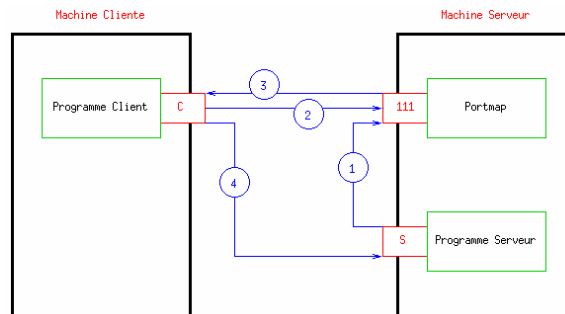 Machine Cliente
Machine Serveur
3
Programme Client
C
2
111
Portmap
1
4
S
Programme Serveur